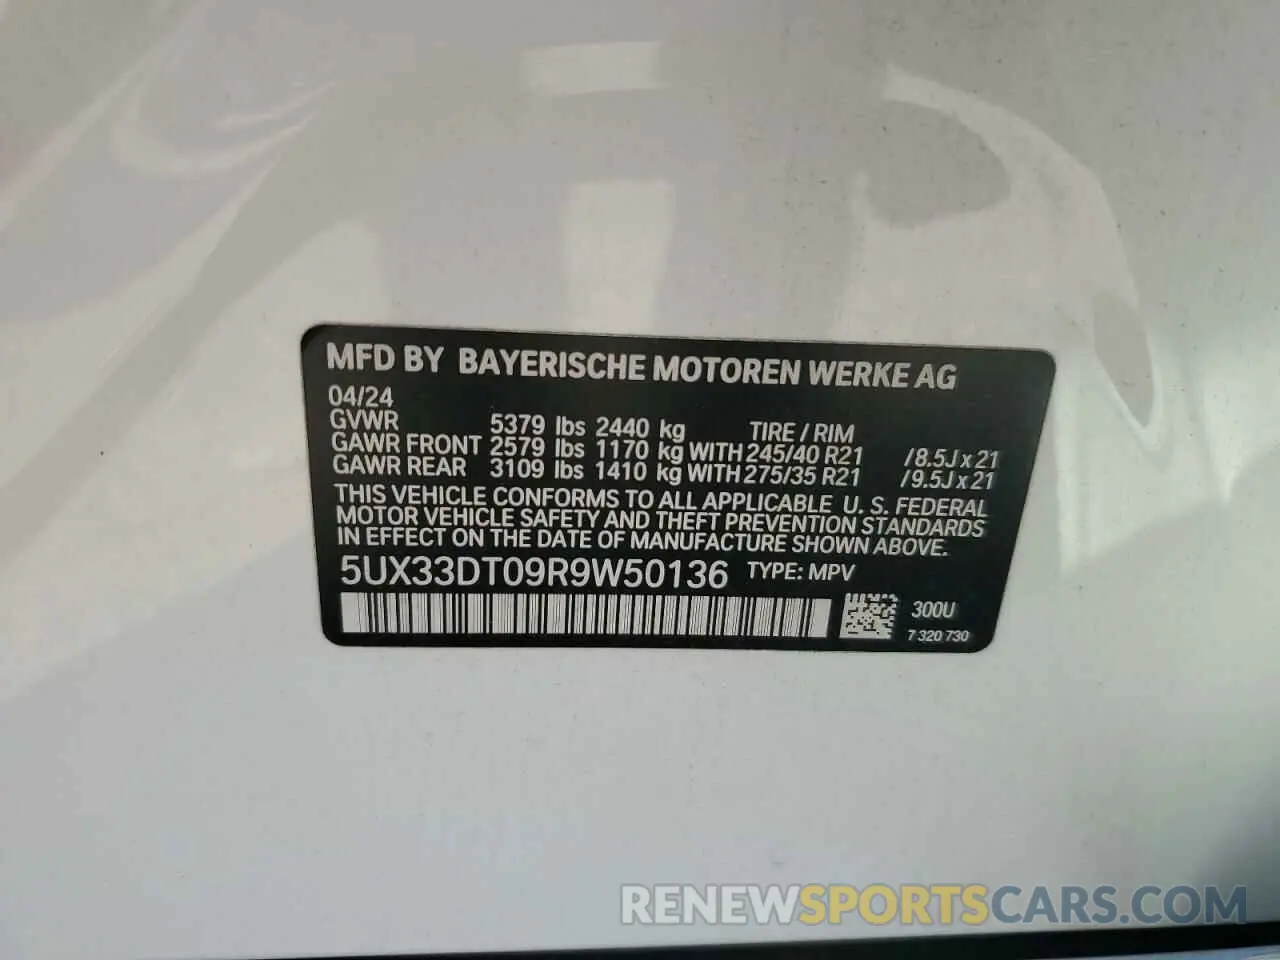 MFD BY BAYERISCHE MOTOREN WERKE AG
04/24
GVWR 5379 lbs 2440 kg TIRE / RIM
GAWR FRONT 2579 lbs 1170 kg WITH 245/40 R21 /8.5J x 21
GAWR REAR 3109 lbs 1410 kg WITH 275/35 R21 /9.5J x 21
THIS VEHICLE CONFORMS TO ALL APPLICABLE U. S. FEDERAL
MOTOR VEHICLE SAFETY AND THEFT PREVENTION STANDARDS
IN EFFECT ON THE DATE OF MANUFACTURE SHOWN ABOVE.
5UX33DT09R9W50136 TYPE: MPV
300U
7 320 730
RENEWSPORTSCARS.COM